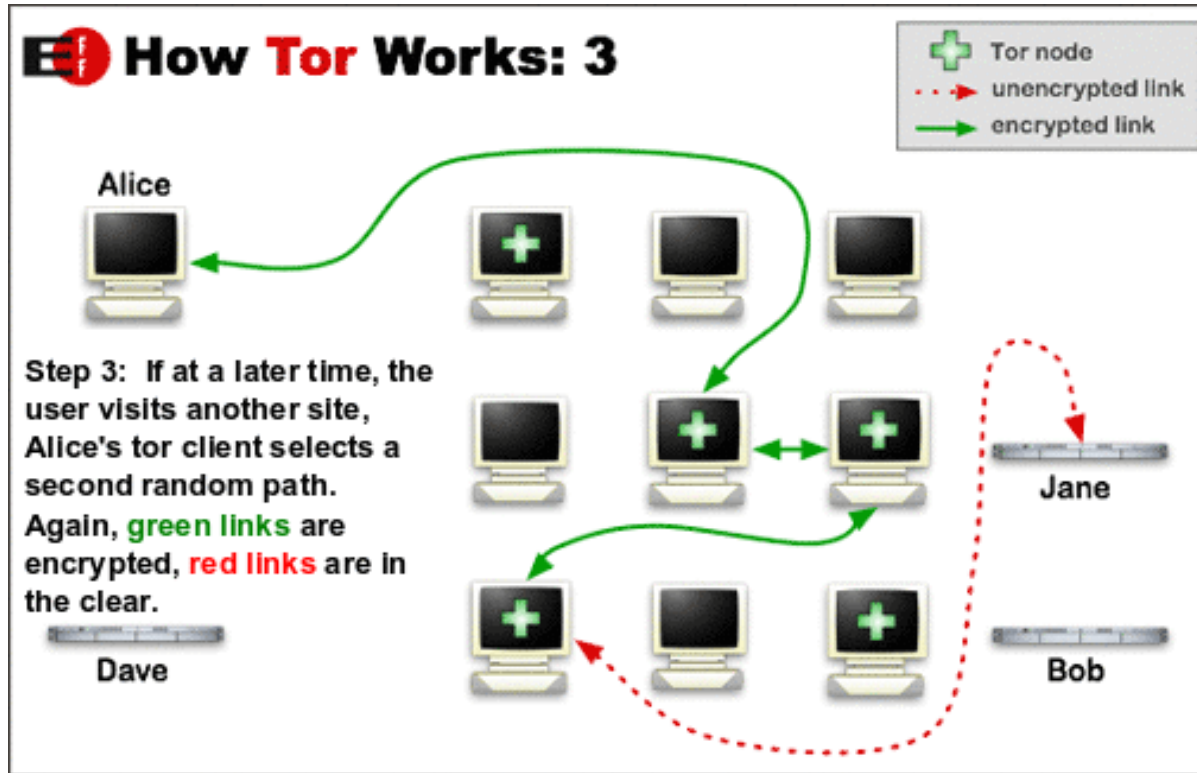 EFF How Tor Works: 3
Tor node
unencrypted link
encrypted link
Alice
Step 3: If at a later time, the
user visits another site,
Alice's tor client selects a
second random path.
Again, green links are
encrypted, red links are in
the clear.
Jane
Dave
Bob